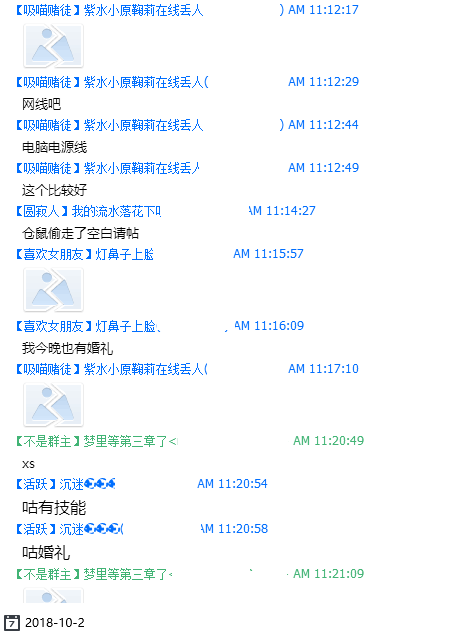 【吸喵赌徒】紫水小原鞠莉在线丢人 ) AM 11:12:17
【吸喵赌徒】紫水小原鞠莉在线丢人( AM 11:12:29
网线吧
【吸喵赌徒】紫水小原鞠莉在线丢人 ) AM 11:12:44
电脑电源线
【吸喵赌徒】紫水小原鞠莉在线丢人 AM 11:12:49
这个比较好
【圆寂人】我的流水落花下 AM 11:14:27
仓鼠偷走了空白请帖
【喜欢女朋友】灯鼻子上脸 AM 11:15:57
【喜欢女朋友】灯鼻子上脸、 AM 11:16:09
我今晚也有婚礼
【吸喵赌徒】紫水小原鞠莉在线丢人( AM 11:17:10
【不是群主】梦里等第三章了< AM 11:20:49
xs
【活跃】沉迷 AM 11:20:54
咕有技能
【活跃】沉迷 ( AM 11:20:58
咕婚礼
【不是群主】梦里等第三章了< AM 11:21:09
7 2018-10-2